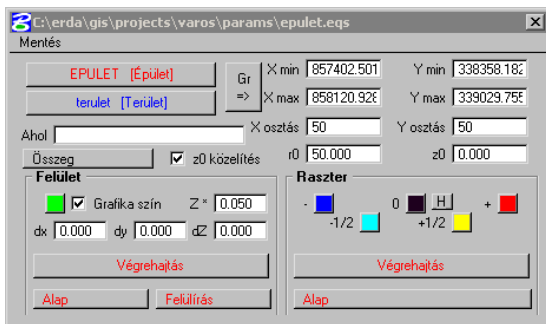 C:\erda\gis\projects\varos\params\epulet.eqs
Mentés
EPULET [Épület]
terulet [Terület]
Gr
=>
X min 857402.501 Y min 338358.182
X max 858120.928 Y max 339029.755
Ahol X osztás 50 Y osztás 50
Összeg z0 közelítés r0 50.000 z0 0.000
Felület
Grafika szín Z * 0.050
dx 0.000 dy 0.000 dZ 0.000
Végrehajtás
Alap Felülírás
Raszter
- 0 H +
-1/2 +1/2
Végrehajtás
Alap